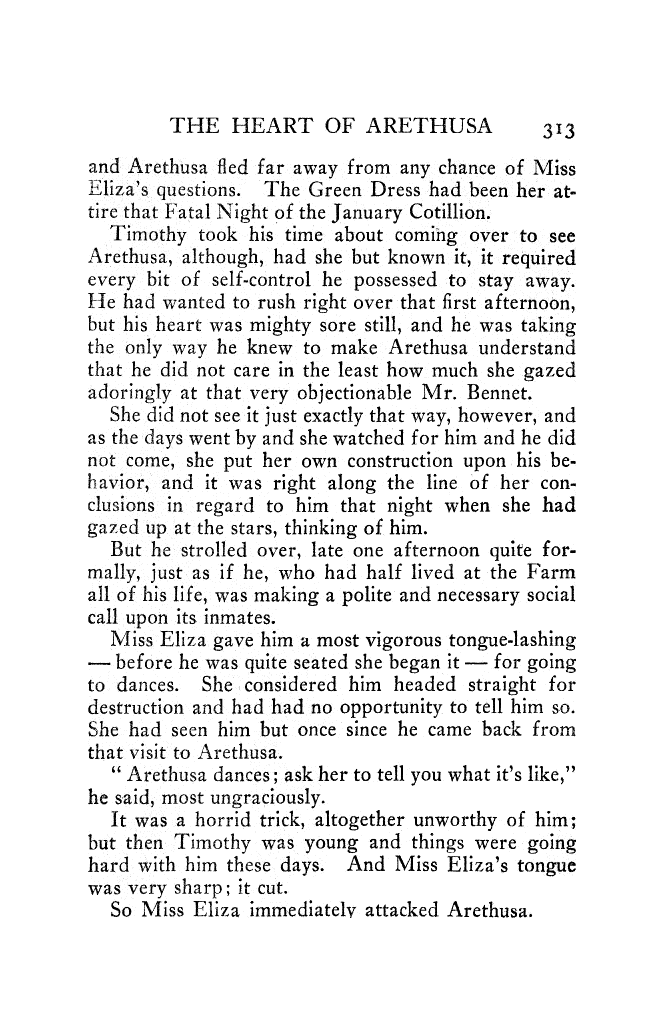 THE HEART OF ARETHUSA 313
and Arethusa fled far away from any chance of Miss
Eliza's questions. The Green Dress had been her at-
tire that Fatal Night of the January Cotillion.
Timothy took his time about coming over to see
Arethusa, although, had she but known it, it required
every bit of self-control he possessed to stay away.
He had wanted to rush right over that first afternoon,
but his heart was mighty sore still, and he was taking
the only way he knew to make Arethusa understand
that he did not care in the least how much she gazed
adoringly at that very objectionable Mr. Bennet.
She did not see it just exactly that way, however, and
as the days went by and she watched for him and he did
not come, she put her own construction upon his be-
havior, and it was right along the line of her con-
clusions in regard to him that night when she had
gazed up at the stars, thinking of him.
But he strolled over, late one afternoon quite for-
mally, just as if he, who had half lived at the Farm
all of his life, was making a polite and necessary social
call upon its inmates.
Miss Eliza gave him a most vigorous tongue-lashing
— before he was quite seated she began it — for going
to dances. She considered him headed straight for
destruction and had had no opportunity to tell him so.
She had seen him but once since he came back from
that visit to Arethusa.
" Arethusa dances; ask her to tell you what it's like,"
he said, most ungraciously.
It was a horrid trick, altogether unworthy of him;
but then Timothy was young and things were going
hard with him these days. And Miss Eliza's tongue
was very sharp; it cut.
So Miss Eliza immediately attacked Arethusa.